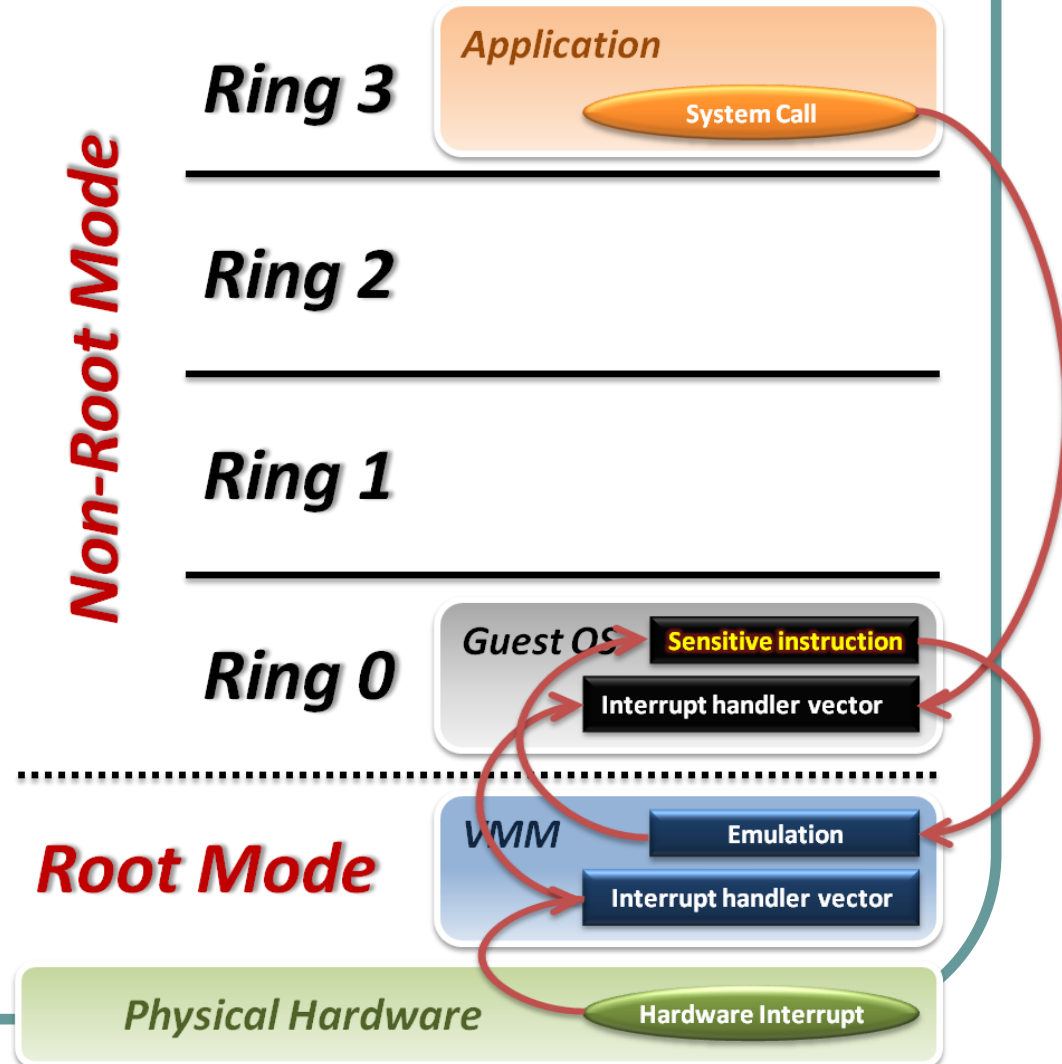 Application
Ring 3
System Call
Non-Root Mode
Ring 2
Ring 1
Guest OS
Sensitive instruction
Ring 0
Interrupt handler vector
VMM
Emulation
Root Mode
Interrupt handler vector
Physical Hardware
Hardware Interrupt